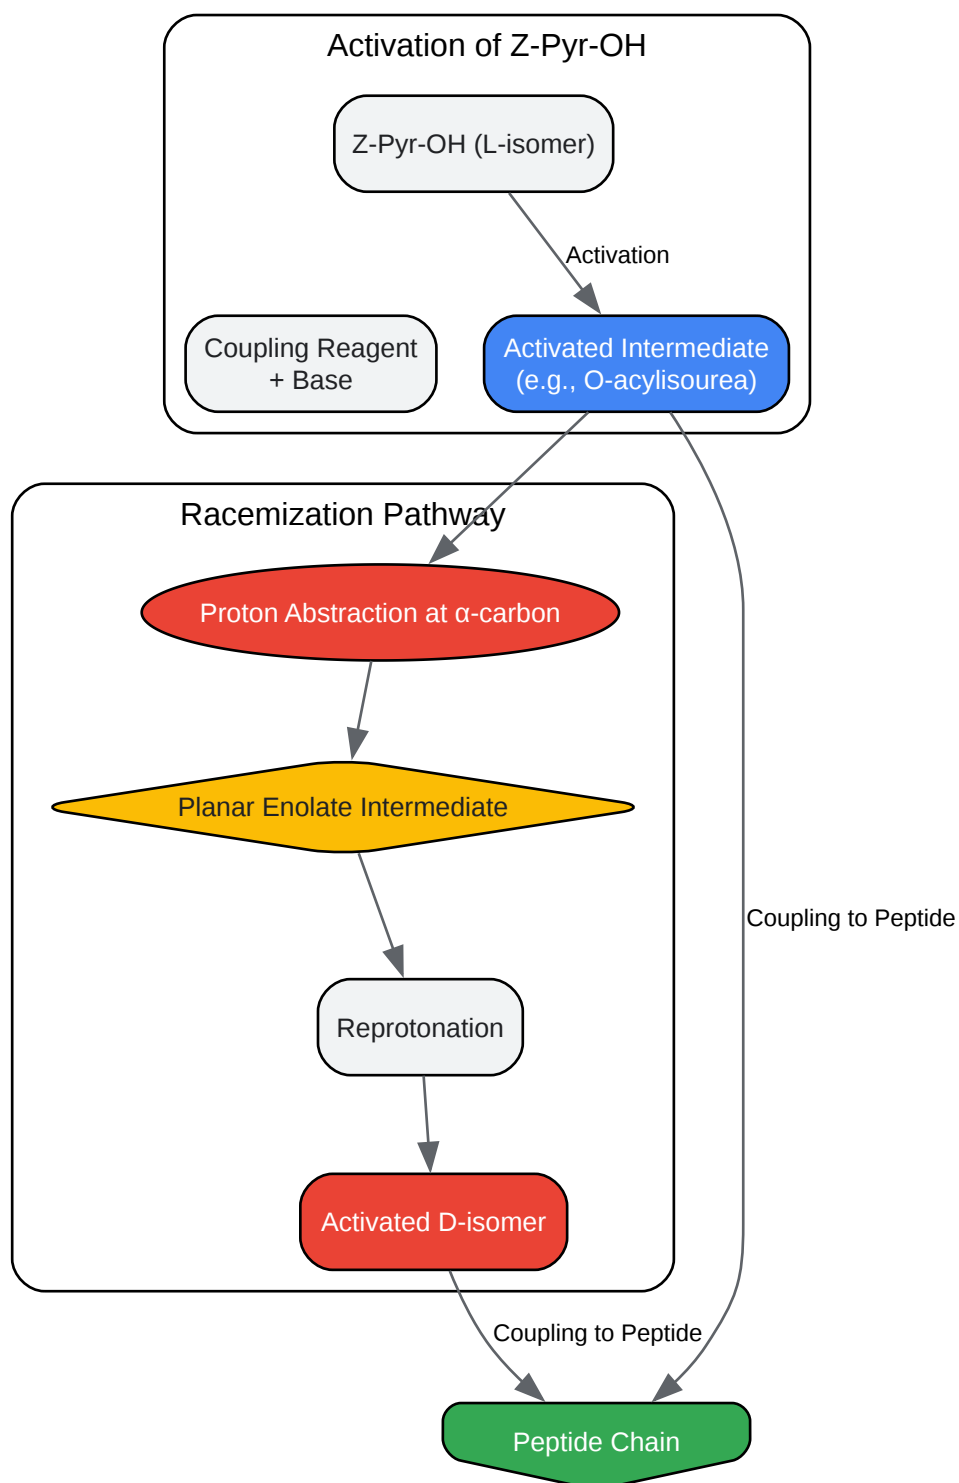 Activation of Z-Pyr-OH
Z-Pyr-OH (L-isomer)
Activation
Coupling Reagent
+ Base
Activated Intermediate
(e.g., O-acylisourea)
Racemization Pathway
Proton Abstraction at α-carbon
Planar Enolate Intermediate
Coupling to Peptide
Reprotonation
Activated D-isomer
Coupling to Peptide
Peptide Chain